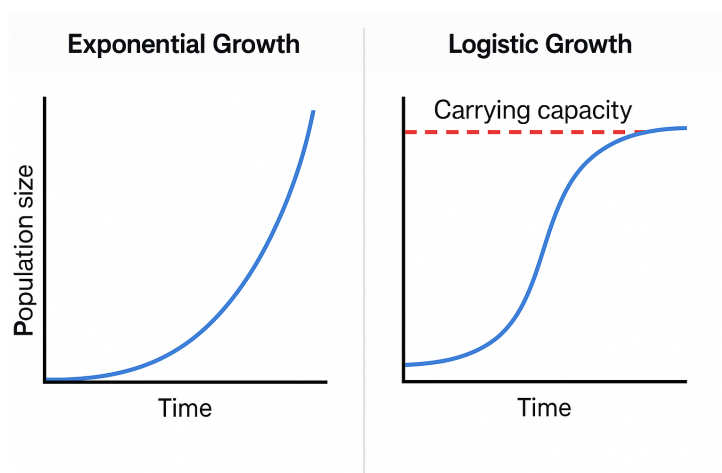 Exponential Growth
Population size
Time
Logistic Growth
Carrying capacity
Time